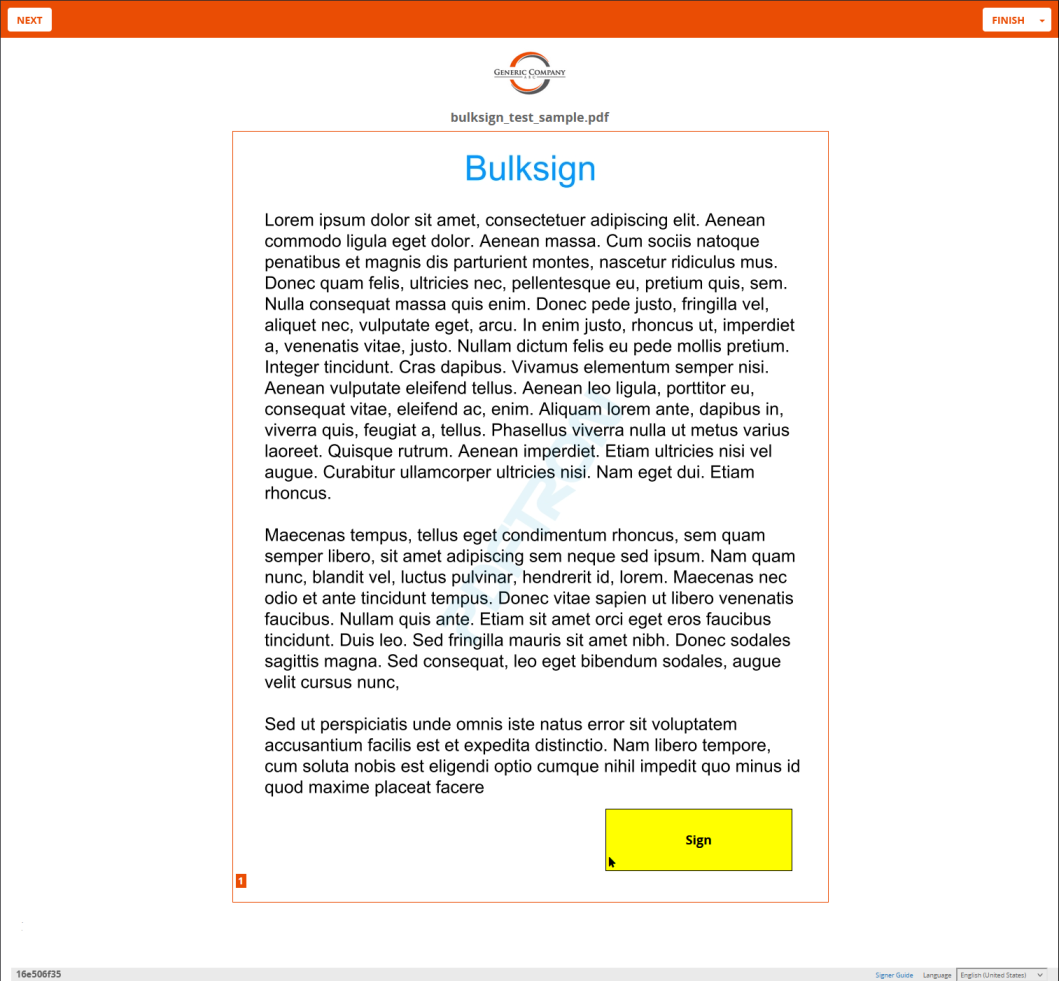 NEXT
FINISH
GENERIC COMPANY
bulksign_test_sample.pdf
Bulksign
Lorem ipsum dolor sit amet, consectetuer adipiscing elit. Aenean
commodo ligula eget dolor. Aenean massa. Cum sociis natoque
penatibus et magnis dis parturient montes, nascetur ridiculus mus.
Donec quam felis, ultricies nec, pellentesque eu, pretium quis, sem.
Nulla consequat massa quis enim. Donec pede justo, fringilla vel,
aliquet nec, vulputate eget, arcu. In enim justo, rhoncus ut, imperdiet
a, venenatis vitae, justo. Nullam dictum felis eu pede mollis pretium.
Integer tincidunt. Cras dapibus. Vivamus elementum semper nisi.
Aenean vulputate eleifend tellus. Aenean leo ligula, porttitor eu,
consequat vitae, eleifend ac, enim. Aliquam lorem ante, dapibus in,
viverra quis, feugiat a, tellus. Phasellus viverra nulla ut metus varius
laoreet. Quisque rutrum. Aenean imperdiet. Etiam ultricies nisi vel
augue. Curabitur ullamcorper ultricies nisi. Nam eget dui. Etiam
rhoncus.
Maecenas tempus, tellus eget condimentum rhoncus, sem quam
semper libero, sit amet adipiscing sem neque sed ipsum. Nam quam
nunc, blandit vel, luctus pulvinar, hendrerit id, lorem. Maecenas nec
odio et ante tincidunt tempus. Donec vitae sapien ut libero venenatis
faucibus. Nullam quis ante. Etiam sit amet orci eget eros faucibus
tincidunt. Duis leo. Sed fringilla mauris sit amet nibh. Donec sodales
sagittis magna. Sed consequat, leo eget bibendum sodales, augue
velit cursus nunc,
Sed ut perspiciatis unde omnis iste natus error sit voluptatem
accusantium facilis est et expedita distinctio. Nam libero tempore,
cum soluta nobis est eligendi optio cumque nihil impedit quo minus id
quod maxime placeat facere
PDFTRON
Sign
1
16e506f35
Signer Guide Language English (United States)